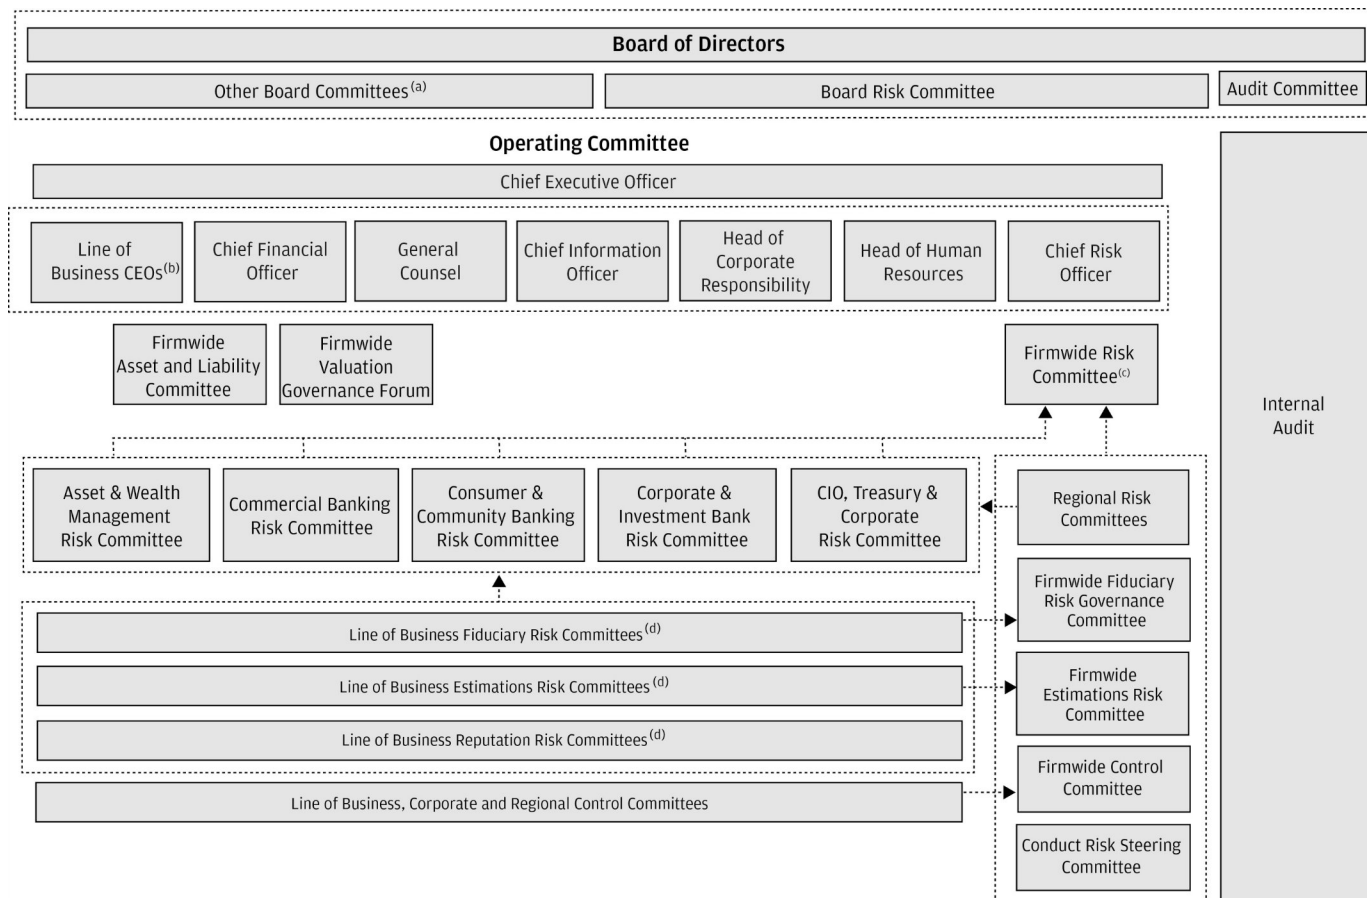 Board of Directors
Other Board Committees(a)
Board Risk Committee
Audit Committee
Operating Committee
Chief Executive Officer
Line of
Business CEOs(b)
Chief Financial
Officer
General
Counsel
Chief Information
Officer
Head of
Corporate
Responsibility
Head of Human
Resources
Chief Risk
Officer
Firmwide
Asset and Liability
Committee
Firmwide
Valuation
Governance Forum
Firmwide Risk
Committee(c)
Internal
Audit
Asset & Wealth
Management
Risk Committee
Commercial Banking
Risk Committee
Consumer &
Community Banking
Risk Committee
Corporate &
Investment Bank
Risk Committee
CIO, Treasury &
Corporate
Risk Committee
Regional Risk
Committees
Firmwide Fiduciary
Risk Governance
Committee
Line of Business Fiduciary Risk Committees(d)
Line of Business Estimations Risk Committees(d)
Firmwide
Estimations Risk
Committee
Line of Business Reputation Risk Committees(d)
Firmwide Control
Committee
Line of Business, Corporate and Regional Control Committees
Conduct Risk Steering
Committee